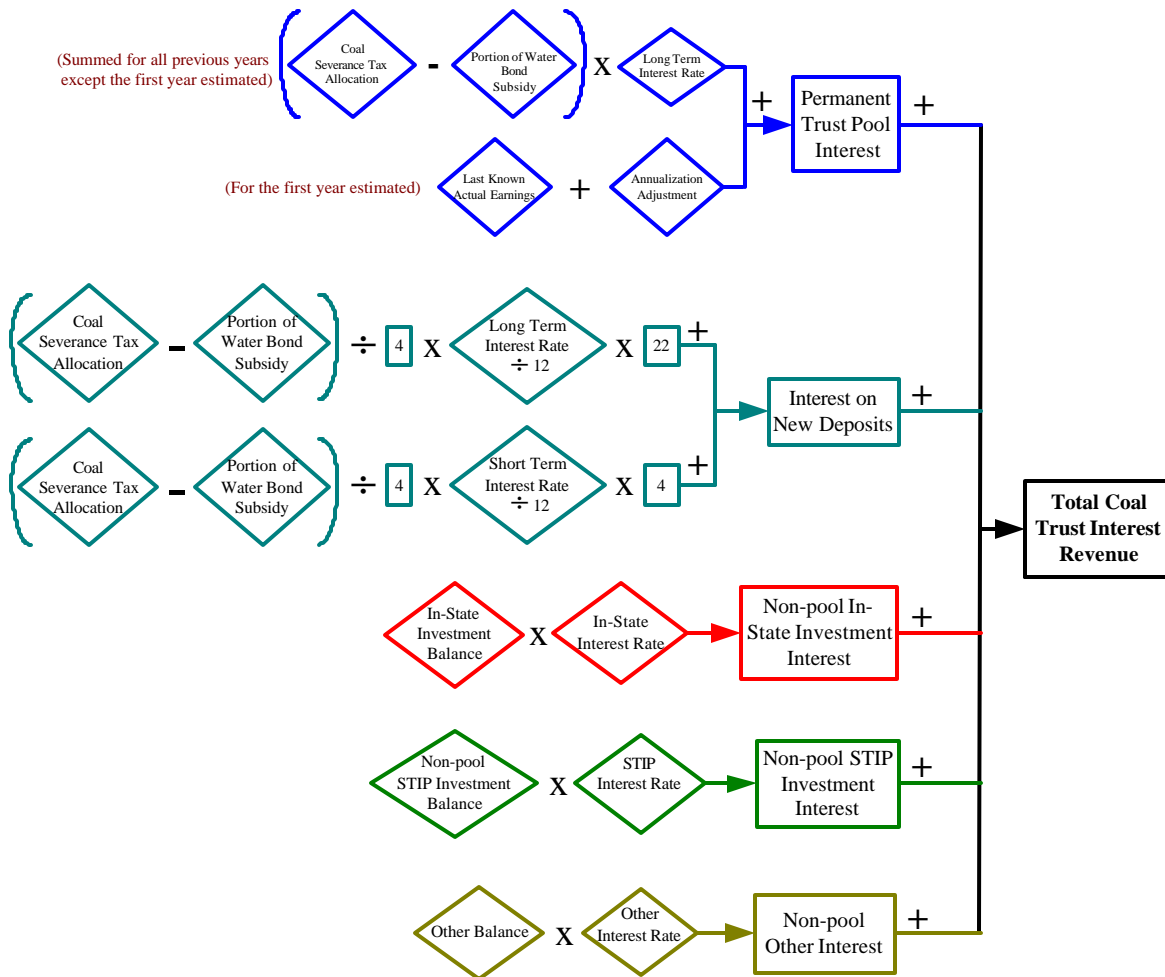 (Summed for all previous years
except the first year estimated)
(
Coal
Severance Tax
Allocation
-
Portion of Water
Bond
Subsidy
)
X
Long Term
Interest Rate
+
Permanent
Trust Pool
Interest
+
(For the first year estimated)
Last Known
Actual Earnings
+
Annualization
Adjustment
(
Coal
Severance Tax
Allocation
-
Portion of
Water Bond
Subsidy
)
÷
4
X
Long Term
Interest Rate
÷ 12
X
22
+
Interest on
New Deposits
+
(
Coal
Severance Tax
Allocation
-
Portion of
Water Bond
Subsidy
)
÷
4
X
Short Term
Interest Rate
÷ 12
X
4
+
Total Coal
Trust Interest
Revenue
In-State
Investment
Balance
X
In-State
Interest Rate
Non-pool In-
State Investment
Interest
+
Non-pool
STIP Investment
Balance
X
STIP
Interest Rate
Non-pool STIP
Investment
Interest
+
Other Balance
X
Other
Interest Rate
Non-pool
Other Interest
+